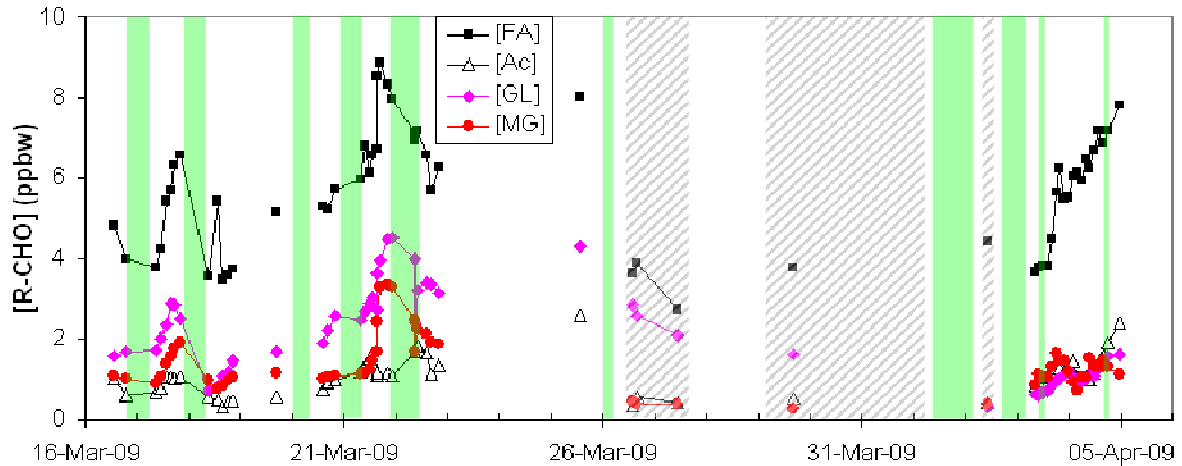 10
8
6
4
2
0
[R-CHO] (ppbw)
[FA]
[Ac]
[GL]
[MG]
16-Mar-09 21-Mar-09 26-Mar-09 31-Mar-09 05-Apr-09